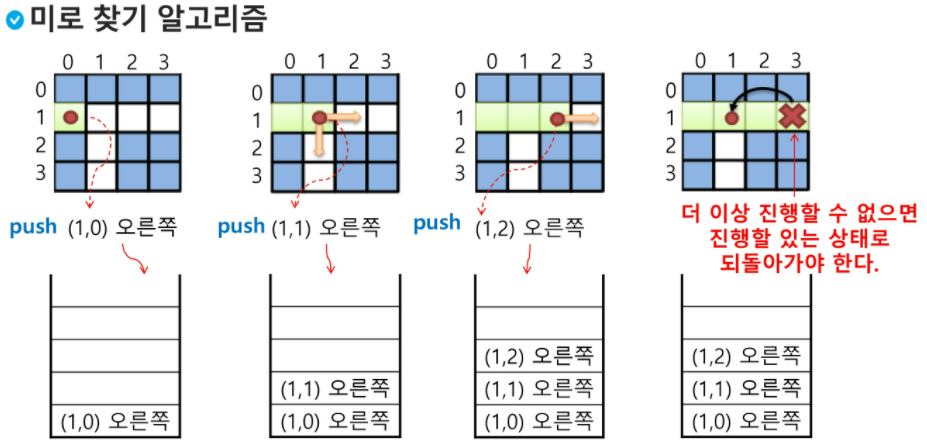 미로 찾기 알고리즘
0 1 2 3
0
1
2
3
0 1 2 3
0
1
2
3
0 1 2 3
0
1
2
3
0 1 2 3
0
1
2
3
push (1,0) 오른쪽
push (1,1) 오른쪽
push (1,2) 오른쪽
더 이상 진행할 수 없으면
진행할 있는 상태로
되돌아가야 한다.
(1,0) 오른쪽
(1,1) 오른쪽
(1,0) 오른쪽
(1,2) 오른쪽
(1,1) 오른쪽
(1,0) 오른쪽
(1,2) 오른쪽
(1,1) 오른쪽
(1,0) 오른쪽